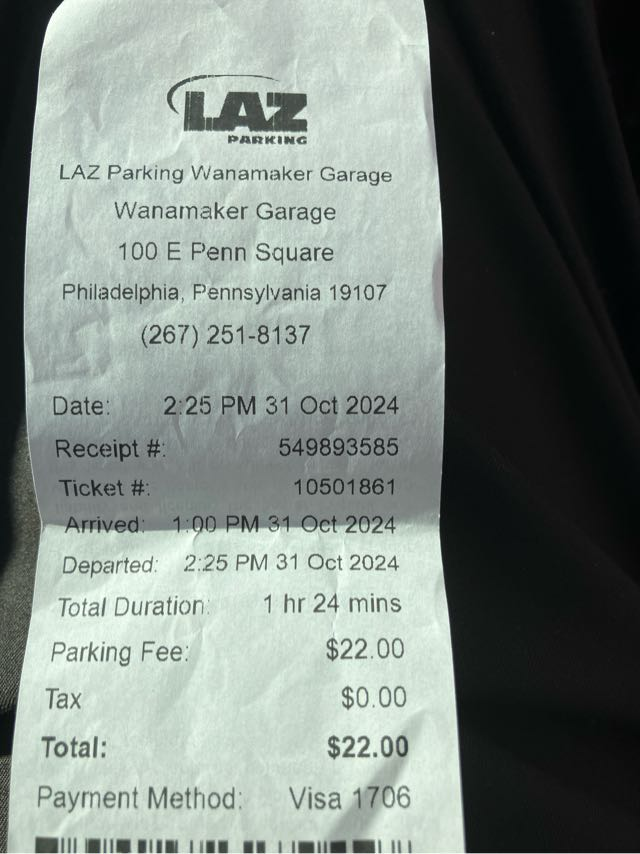 LAZ
PARKING
LAZ Parking Wanamaker Garage
Wanamaker Garage
100 E Penn Square
Philadelphia, Pennsylvania 19107
(267) 251-8137
Date: 2:25 PM 31 Oct 2024
Receipt #: 549893585
Ticket #: 10501861
Arrived: 1:00 PM 31 Oct 2024
Departed: 2:25 PM 31 Oct 2024
Total Duration: 1 hr 24 mins
Parking Fee: $22.00
Tax $0.00
Total: $22.00
Payment Method: Visa 1706